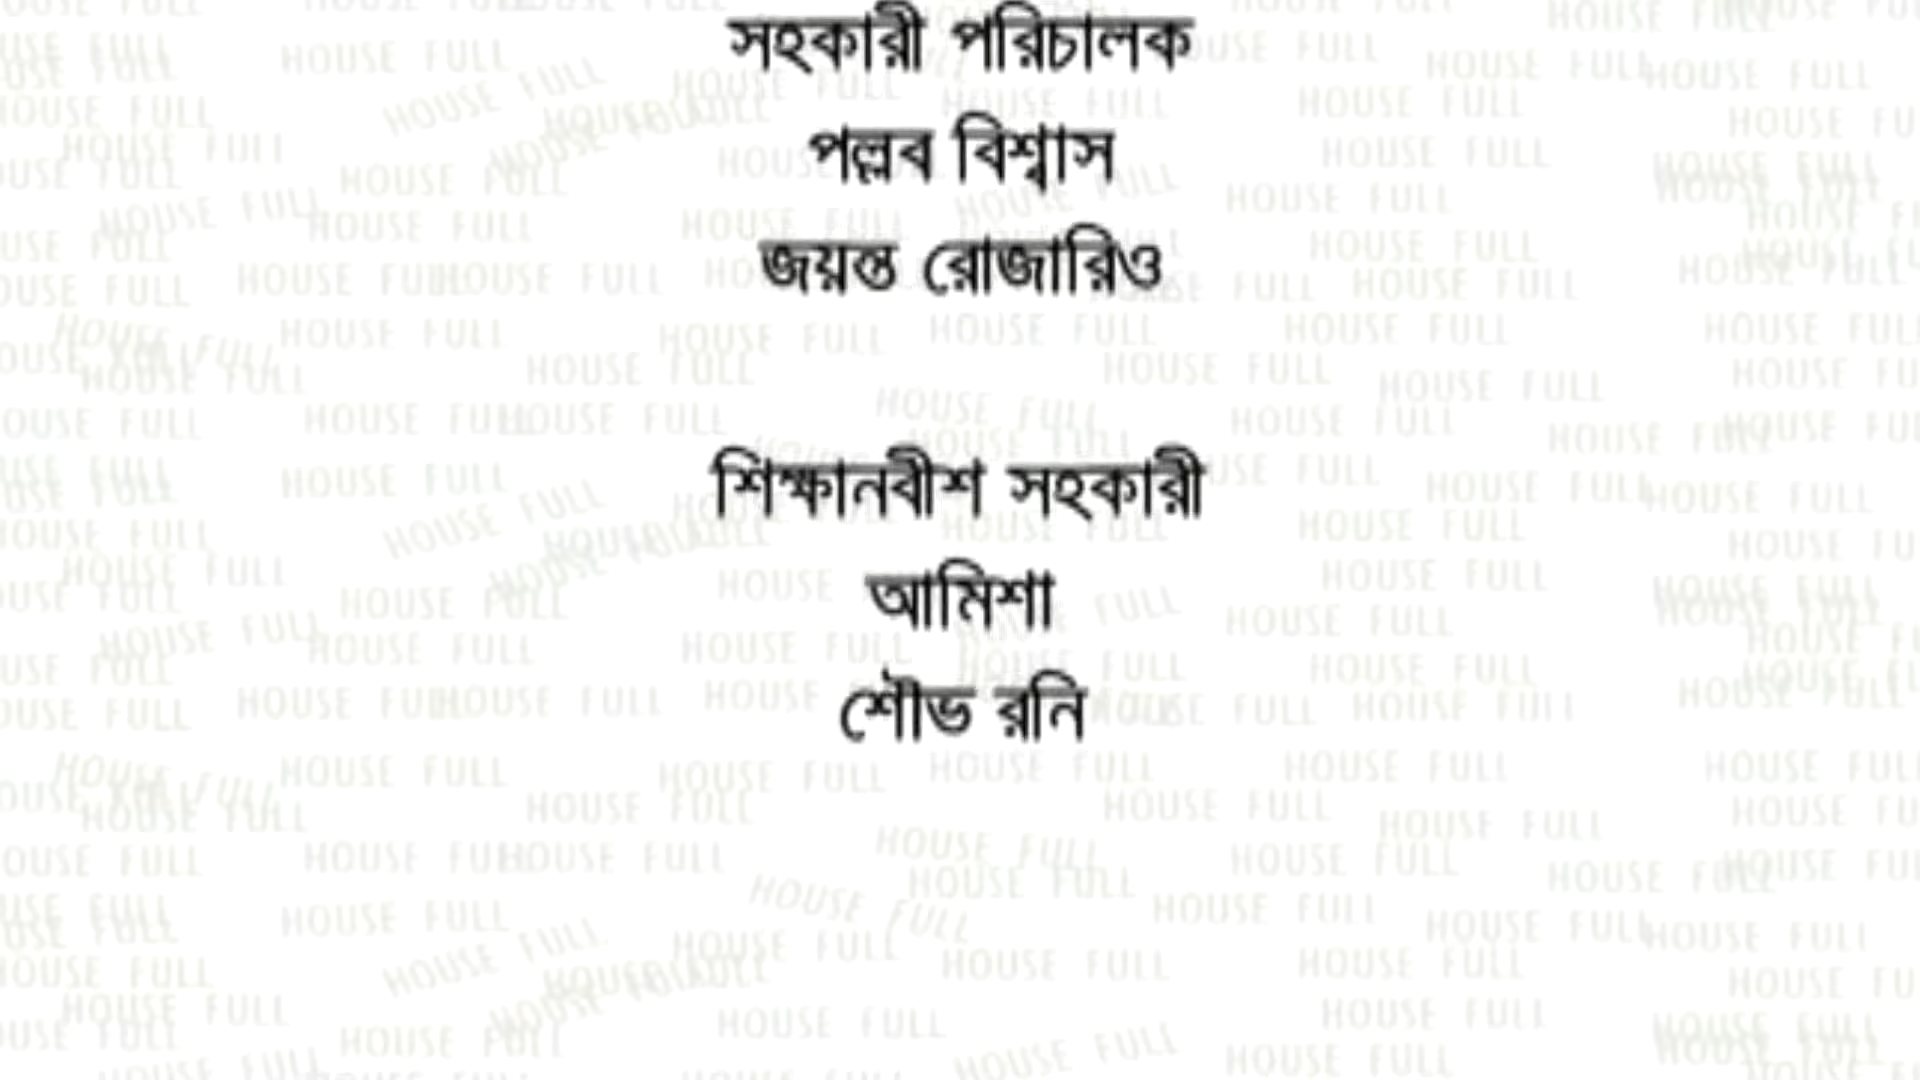 সহকারী পরিচালক
পল্লব বিশ্বাস
জয়ন্ত রোজারিও
শিক্ষানবীশ সহকারী
আমিশা
শৌভ রনি